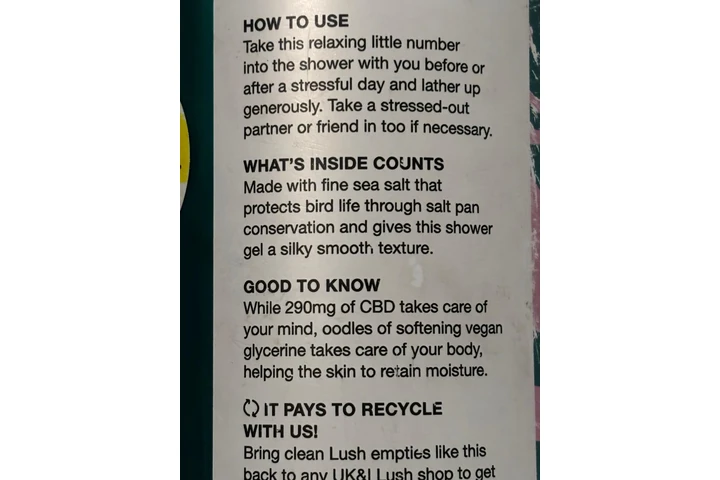 HOW TO USE
Take this relaxing little number
into the shower with you before or
after a stressful day and lather up
generously. Take a stressed-out
partner or friend in too if necessary.
WHAT'S INSIDE COUNTS
Made with fine sea salt that
protects bird life through salt pan
conservation and gives this shower
gel a silky smooth texture.
GOOD TO KNOW
While 290mg of CBD takes care of
your mind, oodles of softening vegan
glycerine takes care of your body,
helping the skin to retain moisture.
IT PAYS TO RECYCLE
WITH US!
Bring clean Lush empties like this
back to any UK&I Lush shop to get